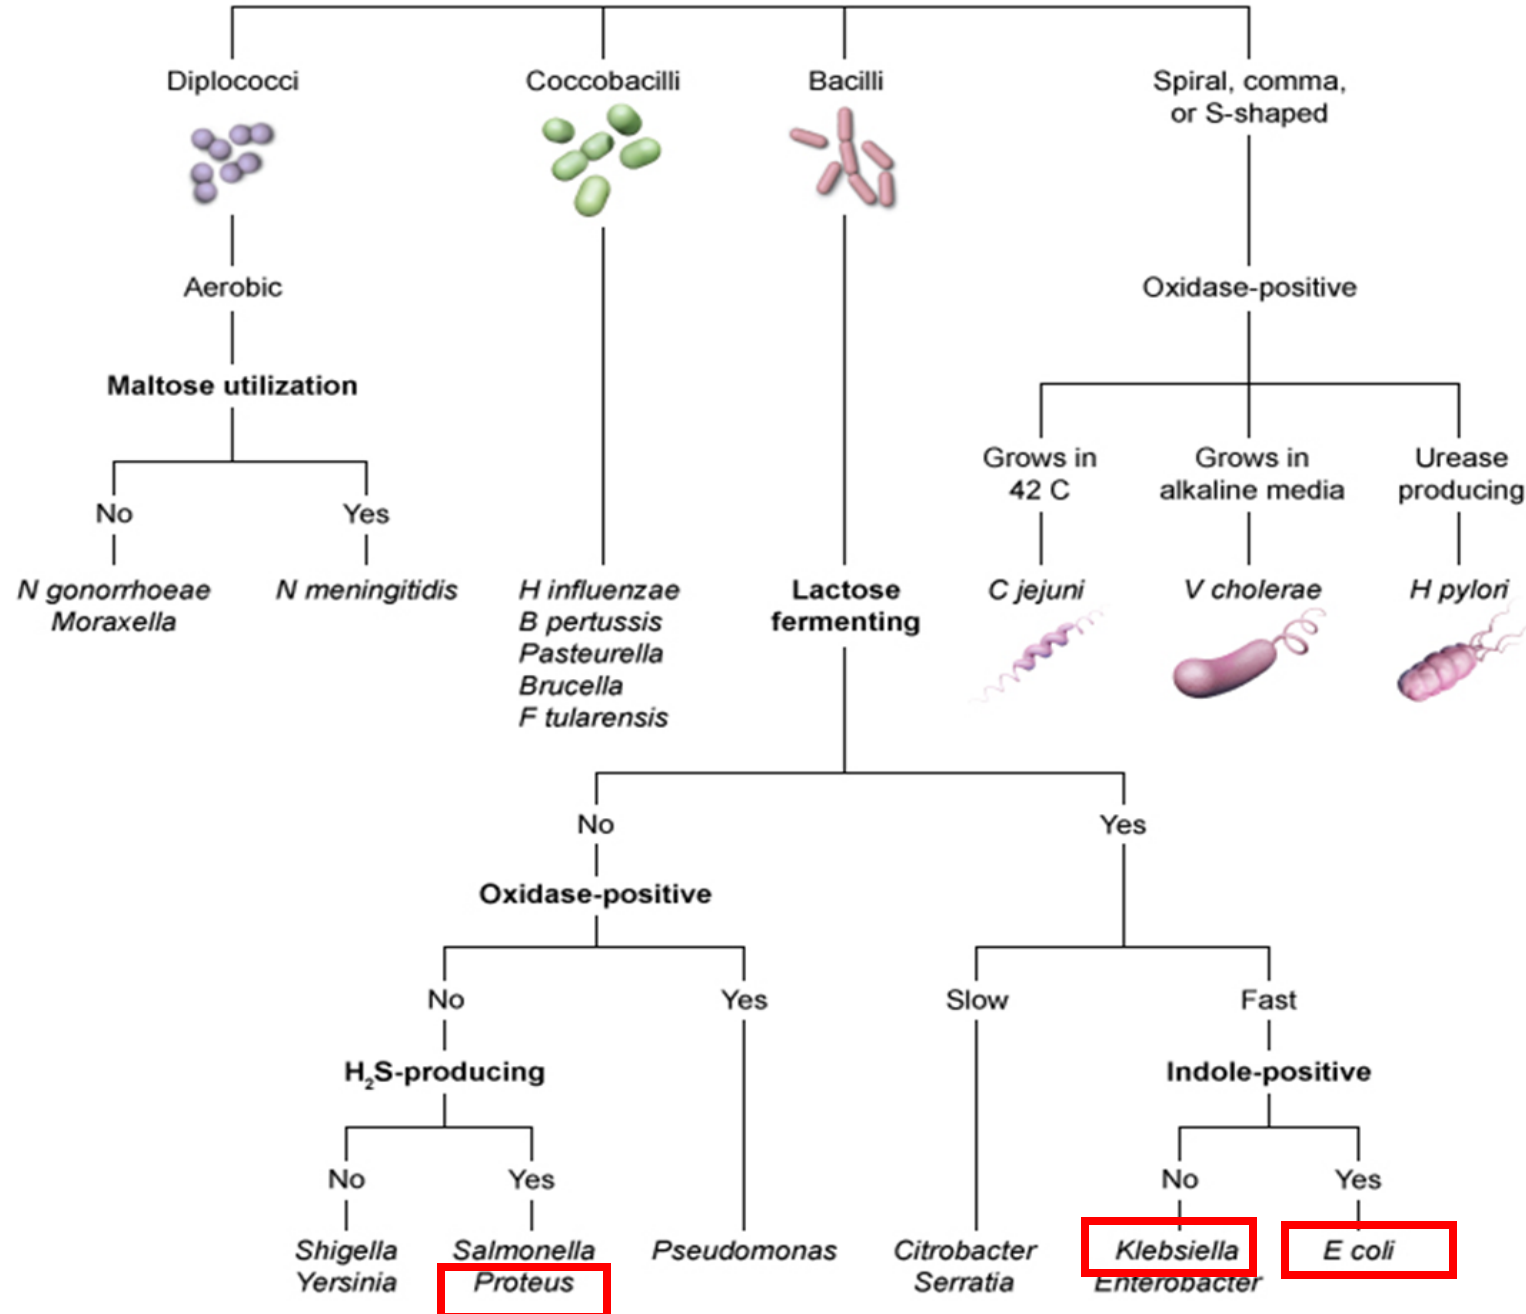 Diplococci
Coccobacilli
Bacilli
Spiral, comma,
or S-shaped
Aerobic
Oxidase-positive
Maltose utilization
Grows in
42 C
Grows in
alkaline media
Urease
producing
No
Yes
N gonorrhoeae
Moraxella
N meningitidis
H influenzae
B pertussis
Pasteurella
Brucella
F tularensis
Lactose
fermenting
C jejuni
V cholerae
H pylori
No
Yes
Oxidase-positive
No
Yes
Slow
Fast
H₂S-producing
Indole-positive
No
Yes
No
Yes
Shigella
Yersinia
Salmonella
Proteus
Pseudomonas
Citrobacter
Serratia
Klebsiella
Enterobacter
E coli